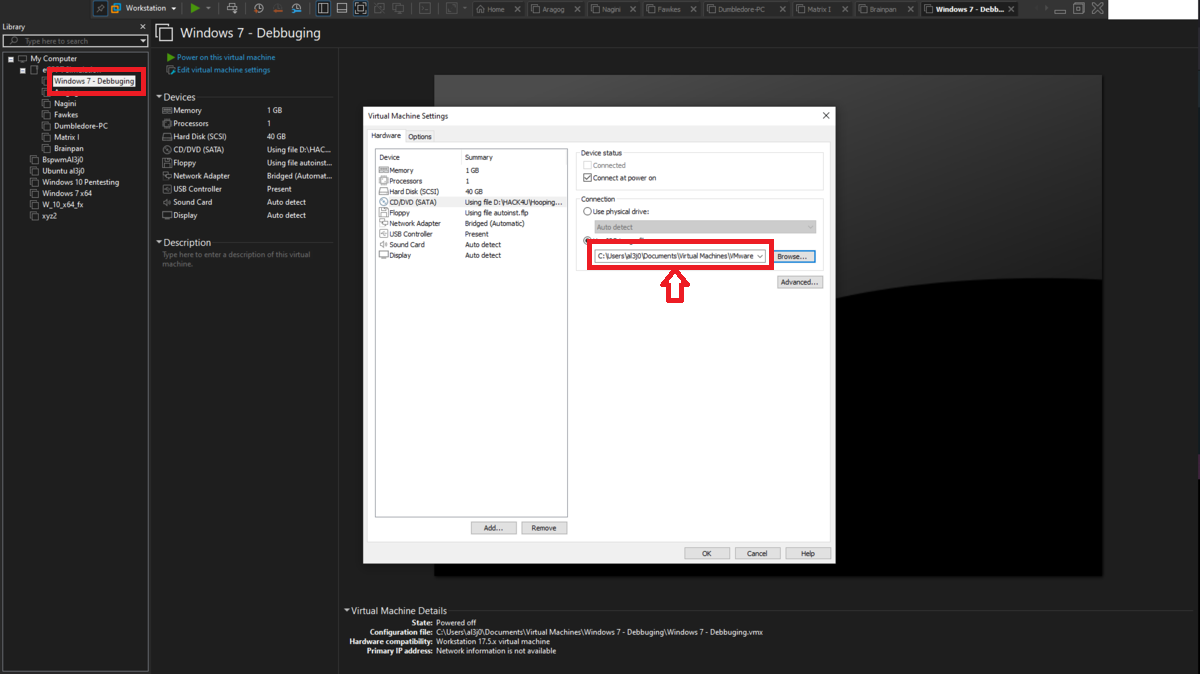 Workstation
Home
Aragog
Nagini
Fawkes
Dumbledore-PC
Matrix I
Brainpan
Windows 7 - Debb...
Library
Type here to search
My Computer
Windows 7 - Debbuging
Nagini
Fawkes
Dumbledore-PC
Matrix I
Brainpan
BspwmAl3j0
Ubuntu al3j0
Windows 10 Pentesting
Windows 7 x64
W_10_x64_fx
xyz2
Windows 7 - Debbuging
Power on this virtual machine
Edit virtual machine settings
Devices
Memory 1 GB
Processors 1
Hard Disk (SCSI) 40 GB
CD/DVD (SATA) Using file D:\HAC...
Floppy Using file autoinst...
Network Adapter Bridged (Automat...
USB Controller Present
Sound Card Auto detect
Display Auto detect
Description
Type here to enter a description of this virtual
machine.
Virtual Machine Settings
Hardware Options
Device Summary
Memory 1 GB
Processors 1
Hard Disk (SCSI) 40 GB
CD/DVD (SATA) Using file D:\HACK4U\Hooping...
Floppy Using file autoinst.flp
Network Adapter Bridged (Automatic)
USB Controller Present
Sound Card Auto detect
Display Auto detect
Add... Remove
Device status
Connected
Connect at power on
Connection
Use physical drive:
Auto detect
C:\Users\al3j0\Documents\Virtual Machines\VMware
Browse...
Advanced...
OK Cancel Help
Virtual Machine Details
State: Powered off
Configuration file: C:\Users\al3j0\Documents\Virtual Machines\Windows 7 - Debbuging\Windows 7 - Debbuging.vmx
Hardware compatibility: Workstation 17.5.x virtual machine
Primary IP address: Network information is not available